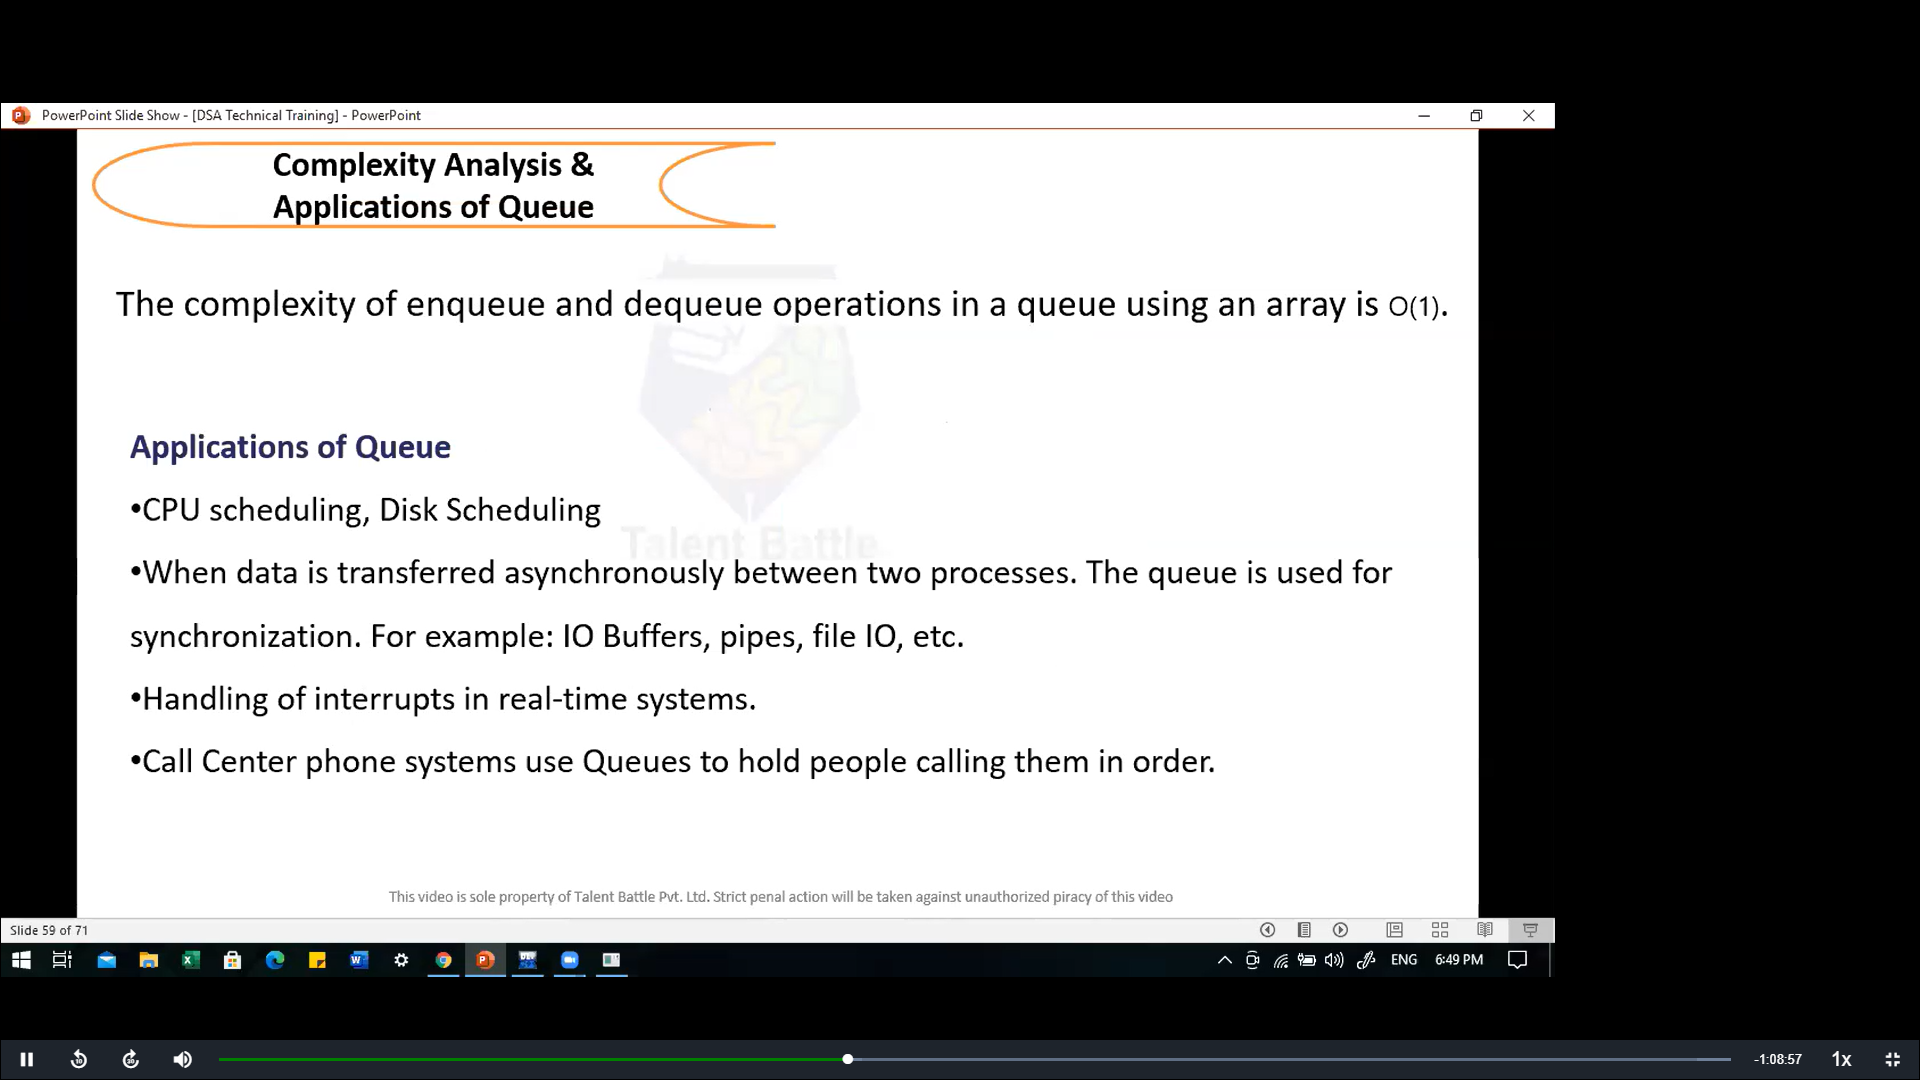 PowerPoint Slide Show - [DSA Technical Training] - PowerPoint
Complexity Analysis &
Applications of Queue
The complexity of enqueue and dequeue operations in a queue using an array is O(1).
Applications of Queue
•CPU scheduling, Disk Scheduling
Talent Battle
•When data is transferred asynchronously between two processes. The queue is used for
synchronization. For example: IO Buffers, pipes, file IO, etc.
•Handling of interrupts in real-time systems.
•Call Center phone systems use Queues to hold people calling them in order.
This video is sole property of Talent Battle Pvt. Ltd. Strict penal action will be taken against unauthorized piracy of this video
Slide 59 of 71
ENG 6:49 PM
-1:08:57 1x